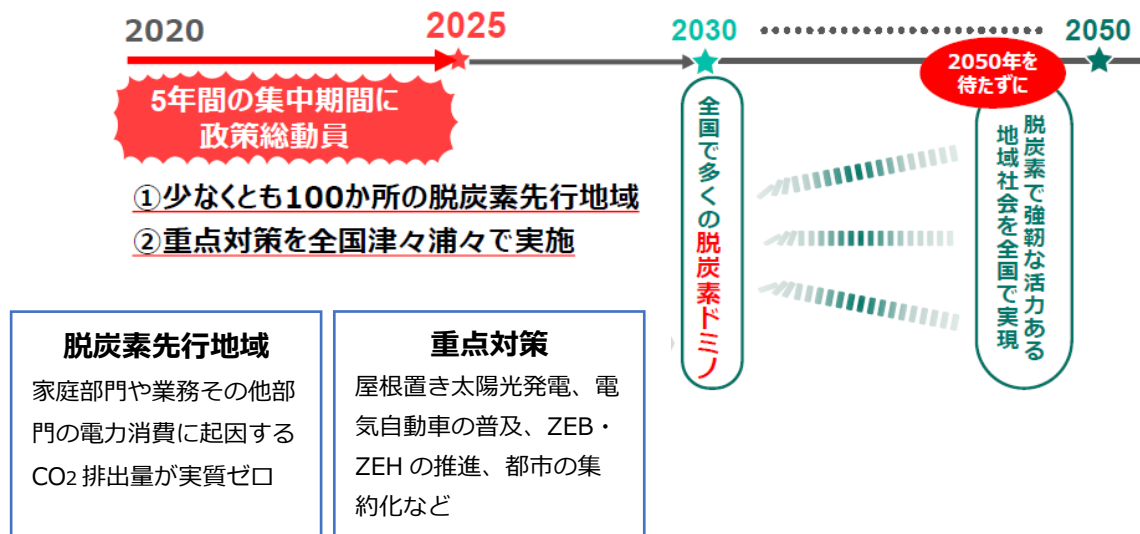 2020
2025
2030
2050
5年間の集中期間に
政策総動員
①少なくとも100か所の脱炭素先行地域
②重点対策を全国津々浦々で実施
全国で多くの脱炭素ドミノ
2050年を
待たずに
脱炭素で強靭な活力ある
地域社会を全国で実現
脱炭素先行地域
家庭部門や業務その他部
門の電力消費に起因する
CO2 排出量が実質ゼロ
重点対策
屋根置き太陽光発電、電
気自動車の普及、ZEB・
ZEH の推進、都市の集
約化など